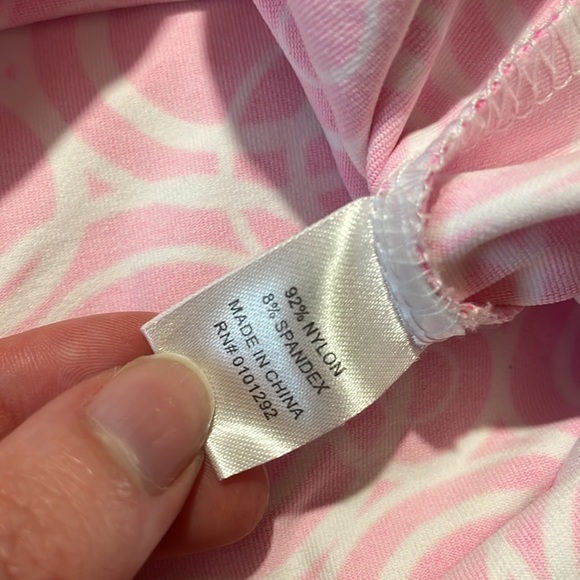 92% NYLON
8% SPANDEX
MADE IN CHINA
RN# 0101292